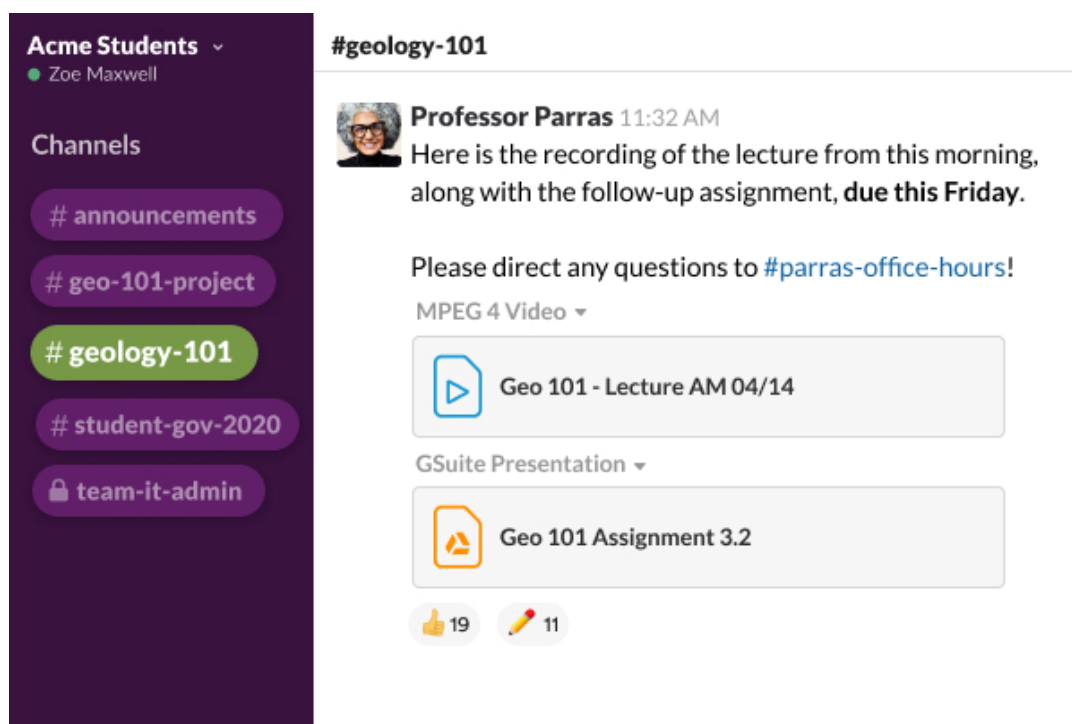 Acme Students
Zoe Maxwell
Channels
# announcements
# geo-101-project
# geology-101
# student-gov-2020
team-it-admin
#geology-101
Professor Parras 11:32 AM
Here is the recording of the lecture from this morning,
along with the follow-up assignment, due this Friday.
Please direct any questions to #parras-office-hours!
MPEG 4 Video
Geo 101 - Lecture AM 04/14
GSuite Presentation
Geo 101 Assignment 3.2
19
11